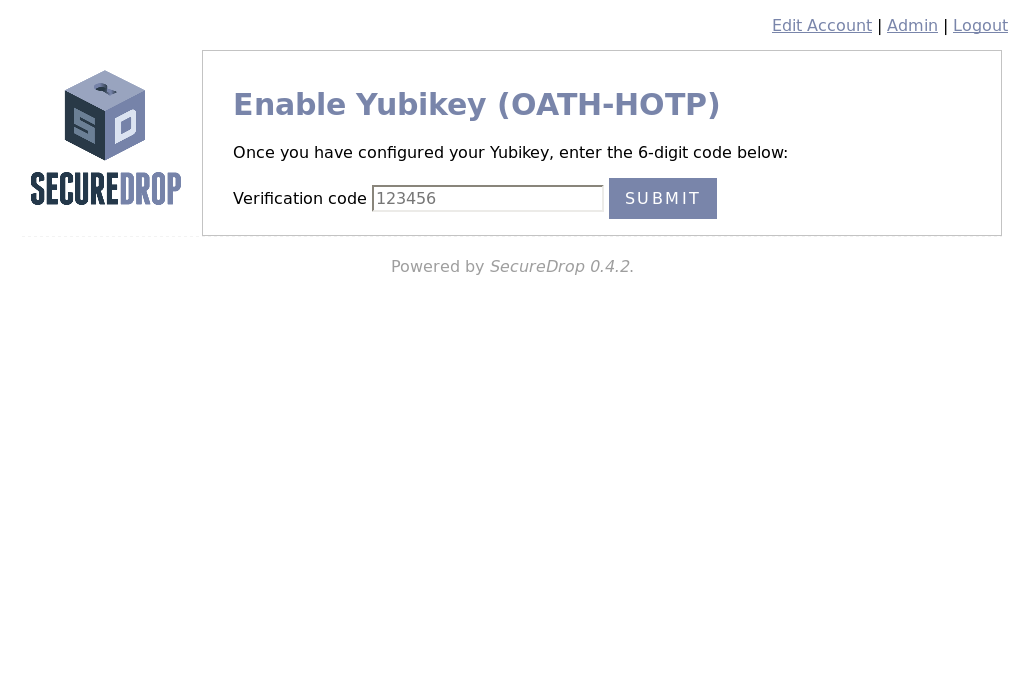 Edit Account | Admin | Logout
SD
SECUREDROP
Enable Yubikey (OATH-HOTP)
Once you have configured your Yubikey, enter the 6-digit code below:
Verification code 123456 SUBMIT
Powered by SecureDrop 0.4.2.